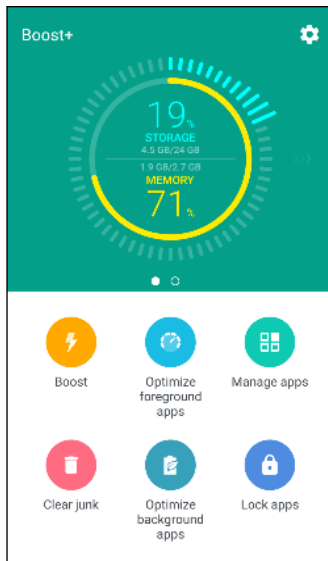 Boost+
19%
STORAGE
4.5 GB/24 GB
1.9 GB/2.7 GB
MEMORY
71%
Boost
Optimize
foreground
apps
Manage apps
Clear junk
Optimize
background
apps
Lock apps